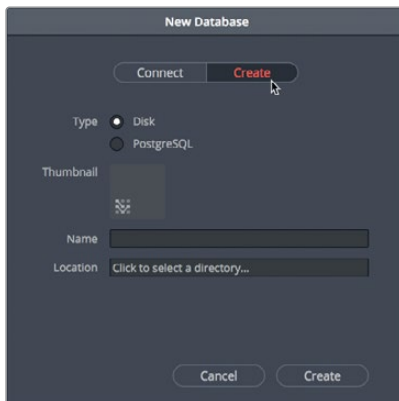 New Database
Connect Create
Type Disk
PostgreSQL
Thumbnail
Name
Location Click to select a directory...
Cancel Create